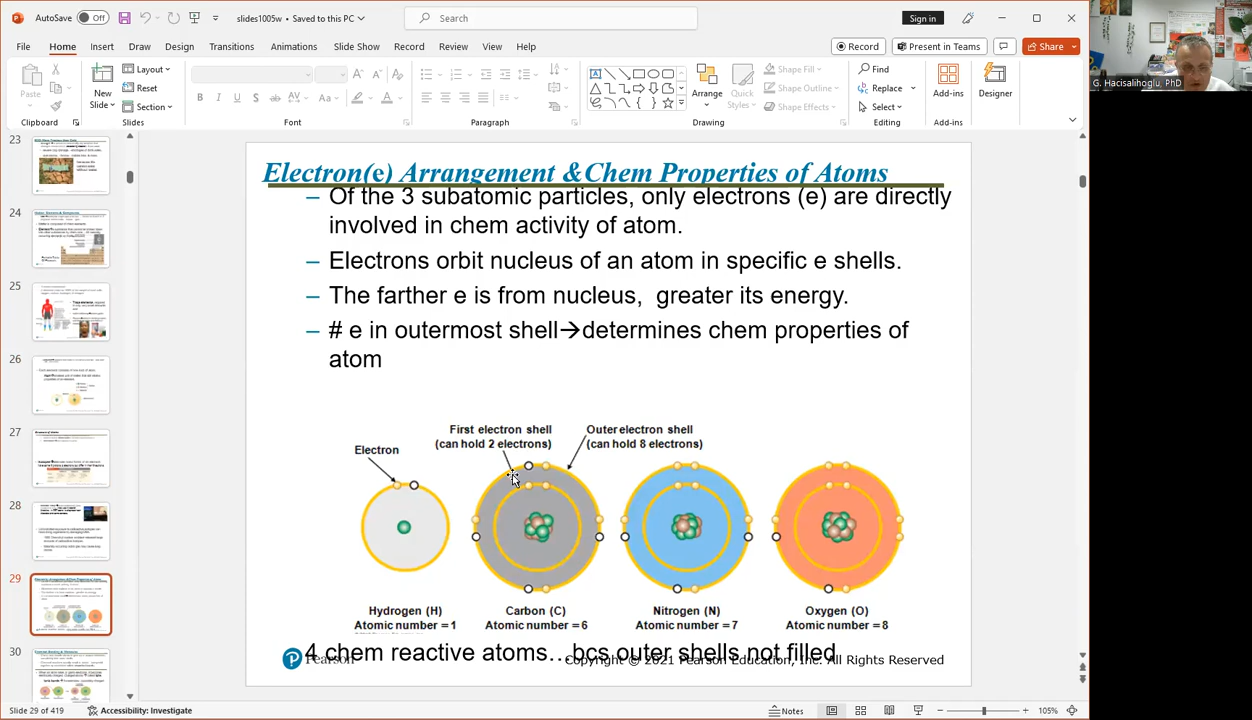 AutoSave Off slides1005w • Saved to this PC Search Sign in
File Home Insert Draw Design Transitions Animations Slide Show Record Review View Help Record Present in Teams Share
Paste New Slide Layout Reset Section Arrange Quick Styles Shape Fill Shape Outline Shape Effects Find Replace Select Add-ins Designer
Clipboard Slides Font Paragraph Drawing Editing Add-ins
G. Hacisalihoglu, PhD
23
24
25
26
27
28
29
30
Electron(e) Arrangement &Chem Properties of Atoms
– Of the 3 subatomic particles, only electrons (e) are directly
involved in chem activity of atom.
– Electrons orbit nucleus of an atom in specific e shells.
– The farther e is from nucleus, greater its energy.
– # e in outermost shell→determines chem properties of
atom
First electron shell
(can hold 2 electrons)
Outer electron shell
(can hold 8 electrons)
Electron
Hydrogen (H)
Atomic number = 1
Carbon (C)
Atomic number = 6
Nitrogen (N)
Atomic number = 7
Oxygen (O)
Atomic number = 8
4 chem reactive atoms...bcs outer shells not filled
Pearson
Copyright © 2021 Pearson Education Inc. All Rights Reserved
Slide 29 of 419 Accessibility: Investigate Notes 105%